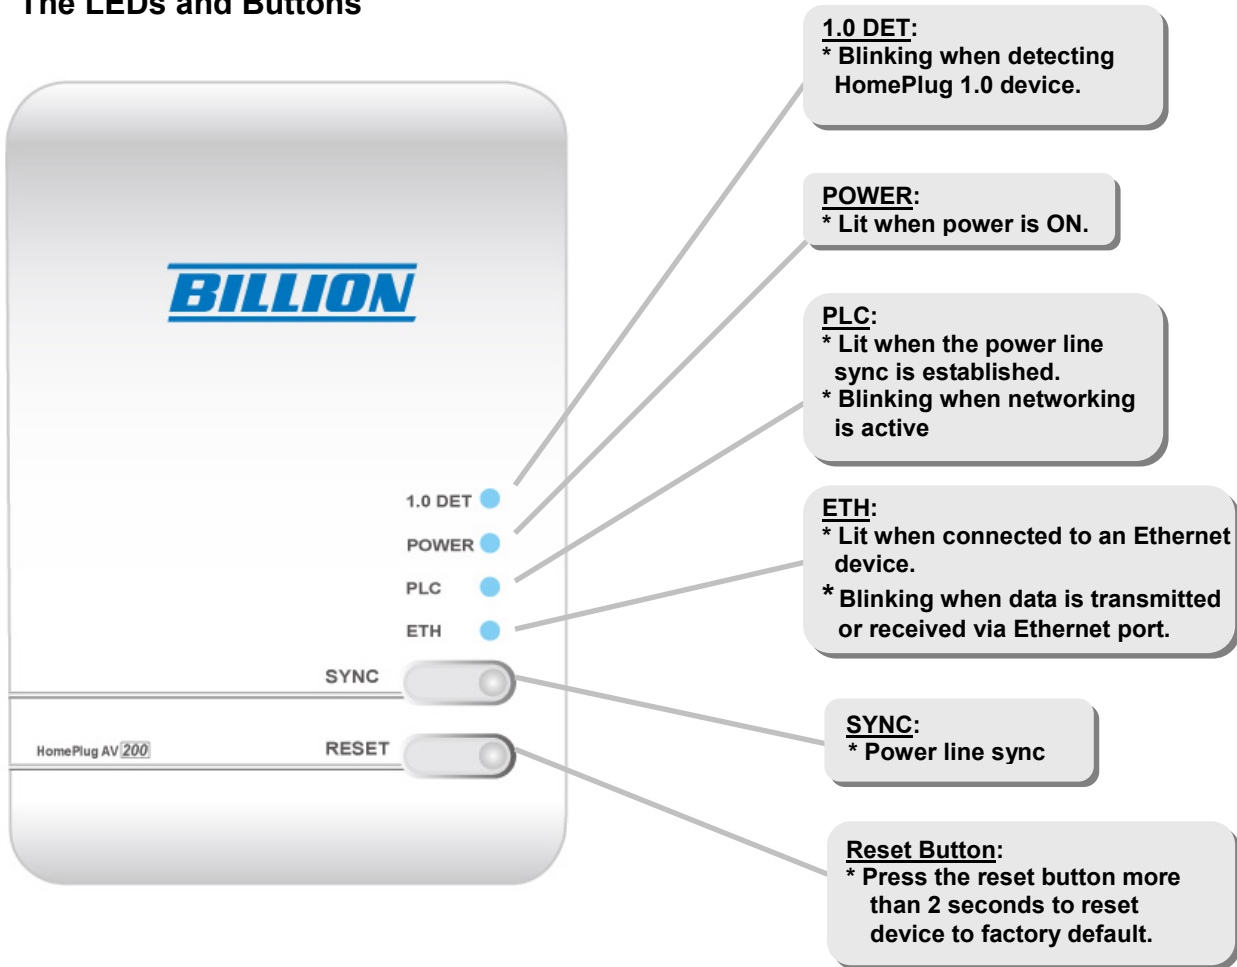 The LEDs and Buttons
1.0 DET:
* Blinking when detecting
HomePlug 1.0 device.
POWER:
* Lit when power is ON.
BILLION
PLC:
* Lit when the power line
sync is established.
* Blinking when networking
is active
1.0 DET
POWER
PLC
ETH
ETH:
* Lit when connected to an Ethernet
device.
* Blinking when data is transmitted
or received via Ethernet port.
SYNC
SYNC:
* Power line sync
HomePlug AV 200
RESET
Reset Button:
* Press the reset button more
than 2 seconds to reset
device to factory default.